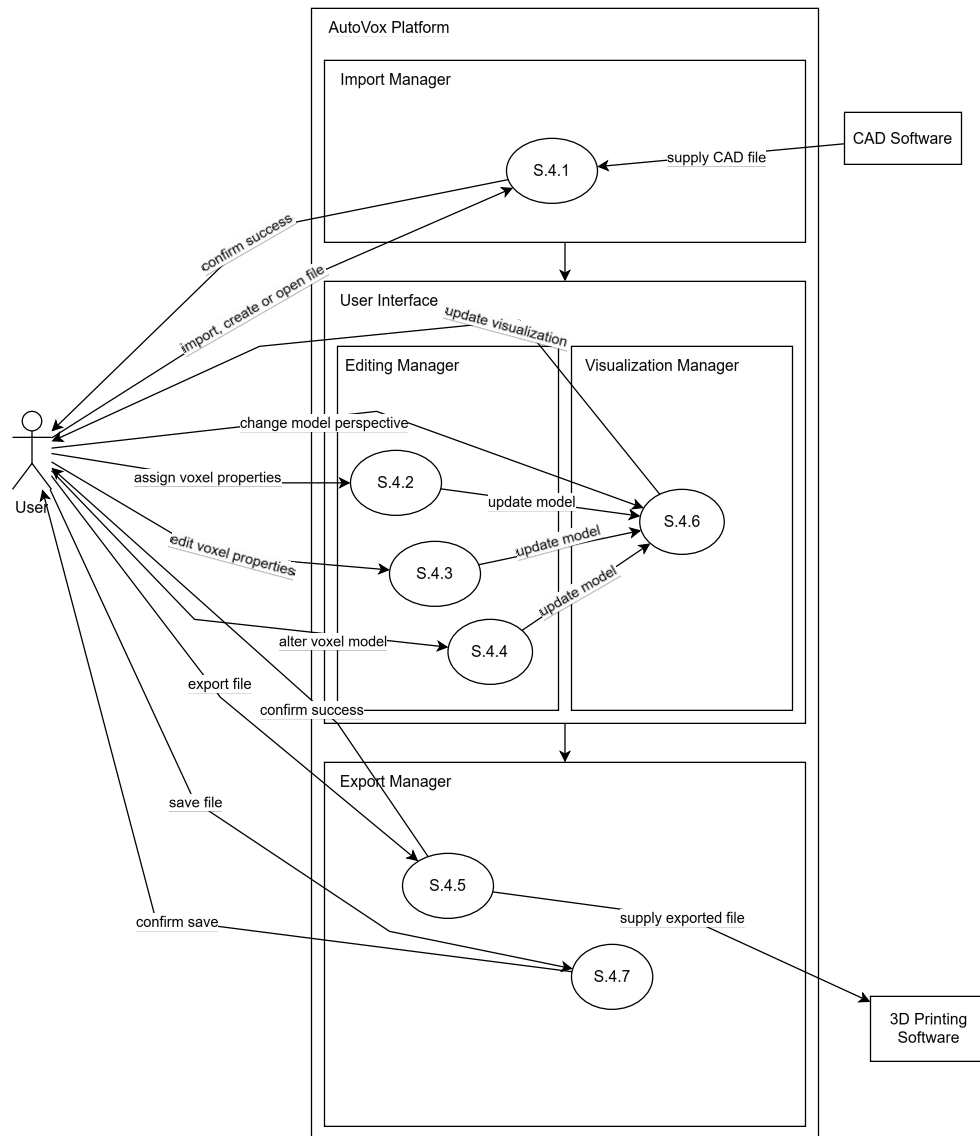 AutoVox Platform
Import Manager
CAD Software
supply CAD file
S.4.1
confirm success
import, create or open file
User Interface
update visualization
Editing Manager
Visualization Manager
change model perspective
assign voxel properties
S.4.2
update model
User
S.4.6
edit voxel properties
update model
S.4.3
update model
alter voxel model
S.4.4
export file
confirm success
Export Manager
save file
S.4.5
supply exported file
confirm save
S.4.7
3D Printing
Software